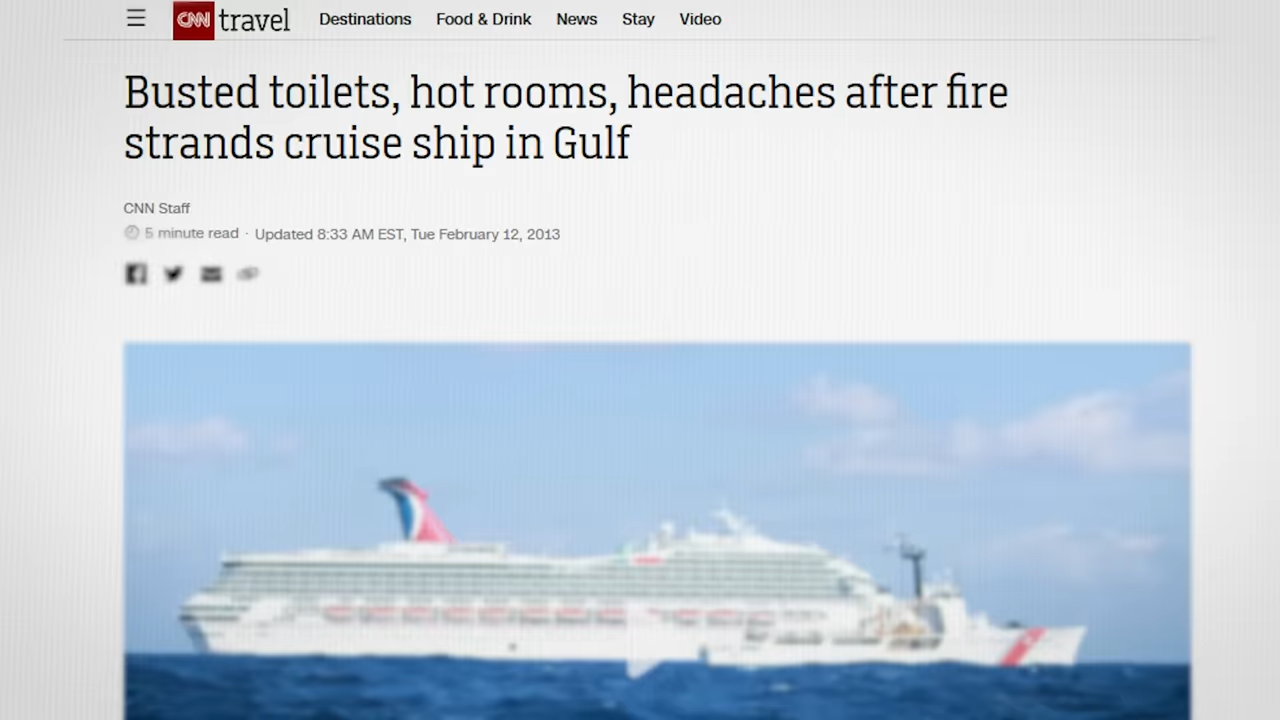 CNN travel Destinations Food & Drink News Stay Video
Busted toilets, hot rooms, headaches after fire
strands cruise ship in Gulf
CNN Staff
5 minute read · Updated 8:33 AM EST, Tue February 12, 2013